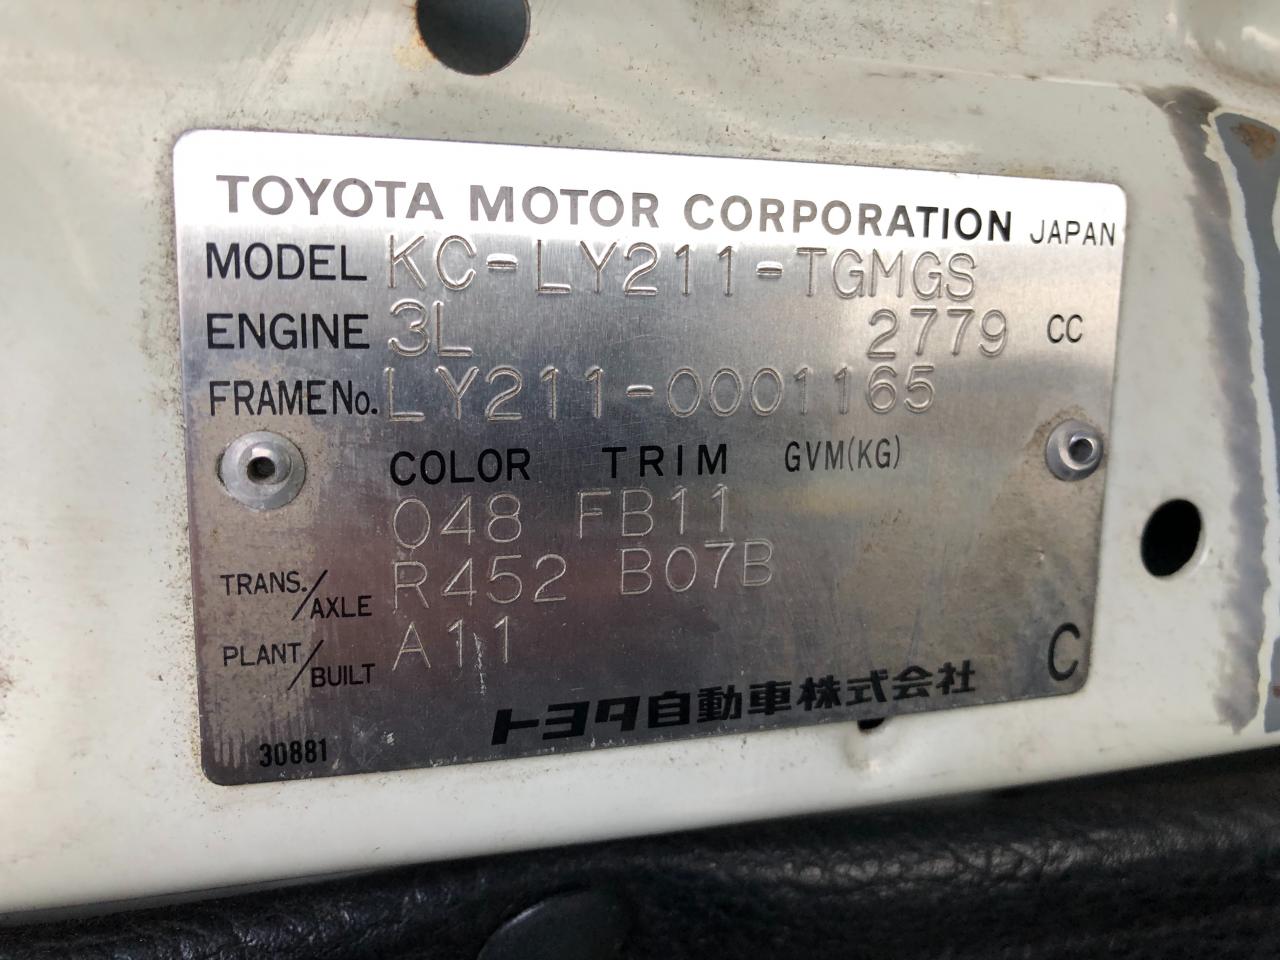 TOYOTA MOTOR CORPORATION JAPAN
MODEL KC-LY211-TGMGS
ENGINE 3L 2779 CC
FRAME No. LY211-0001165
COLOR TRIM GVM(KG)
048 FB11
TRANS./AXLE R452 B07B
PLANT/BUILT A11
C
トヨタ自動車株式会社
30881